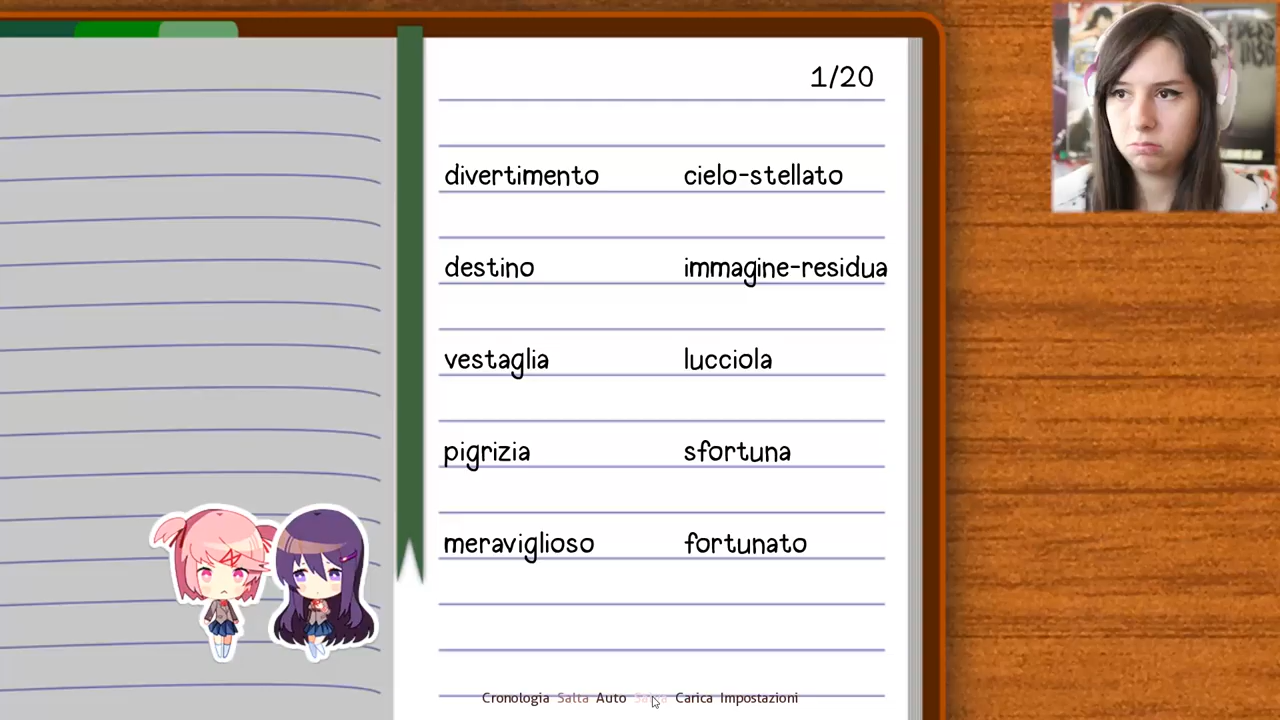 1/20
divertimento cielo-stellato
destino immagine-residua
vestaglia lucciola
pigrizia sfortuna
meraviglioso fortunato
Cronologia Salta Auto Carica Impostazioni